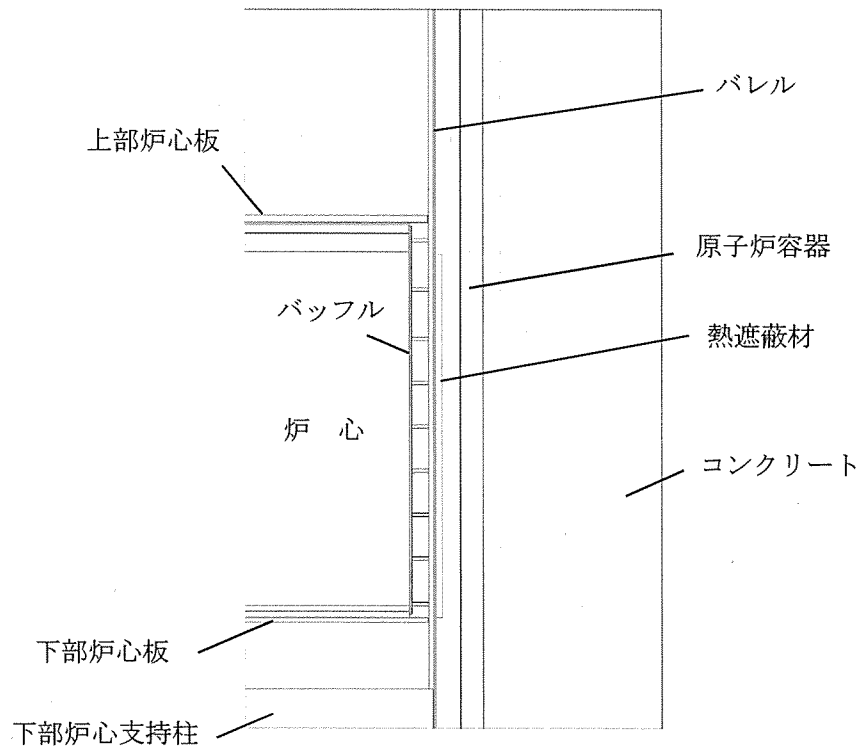 バレル
上部炉心板
原子炉容器
バッフル
熱遮蔽材
炉 心
コンクリート
下部炉心板
下部炉心支持柱